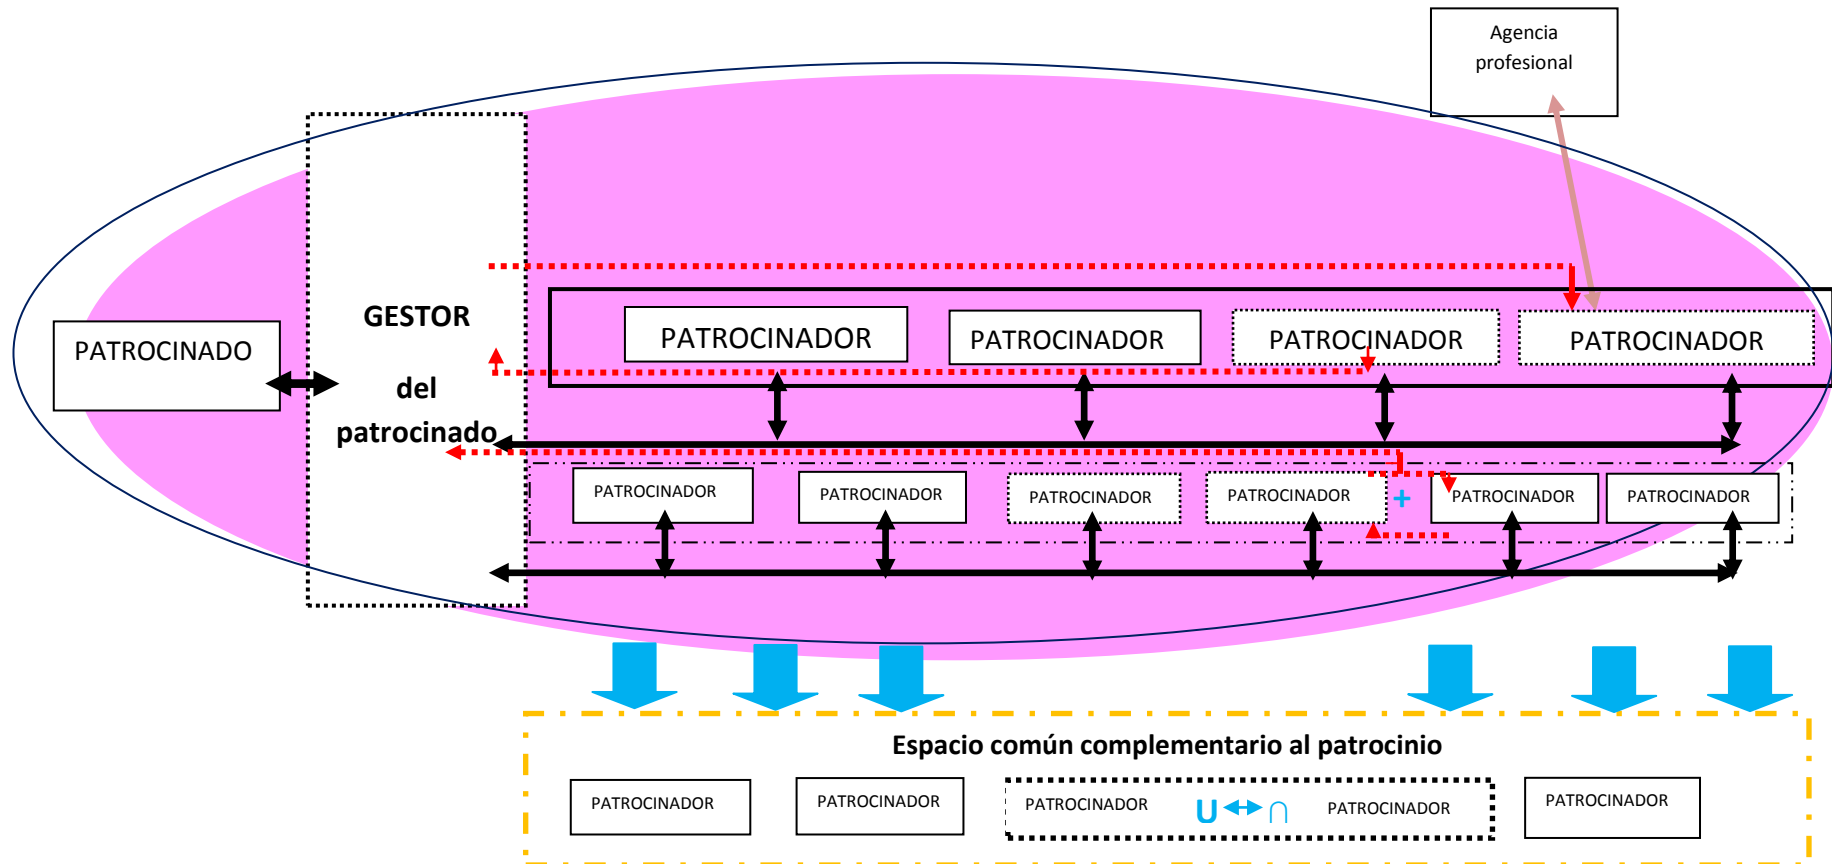 Agencia
profesional
GESTOR
del
patrocinado
PATROCINADO
PATROCINADOR
PATROCINADOR
PATROCINADOR
PATROCINADOR
PATROCINADOR
PATROCINADOR
PATROCINADOR
PATROCINADOR
+
PATROCINADOR
PATROCINADOR
Espacio común complementario al patrocinio
PATROCINADOR
PATROCINADOR
PATROCINADOR
U ∩
PATROCINADOR
PATROCINADOR